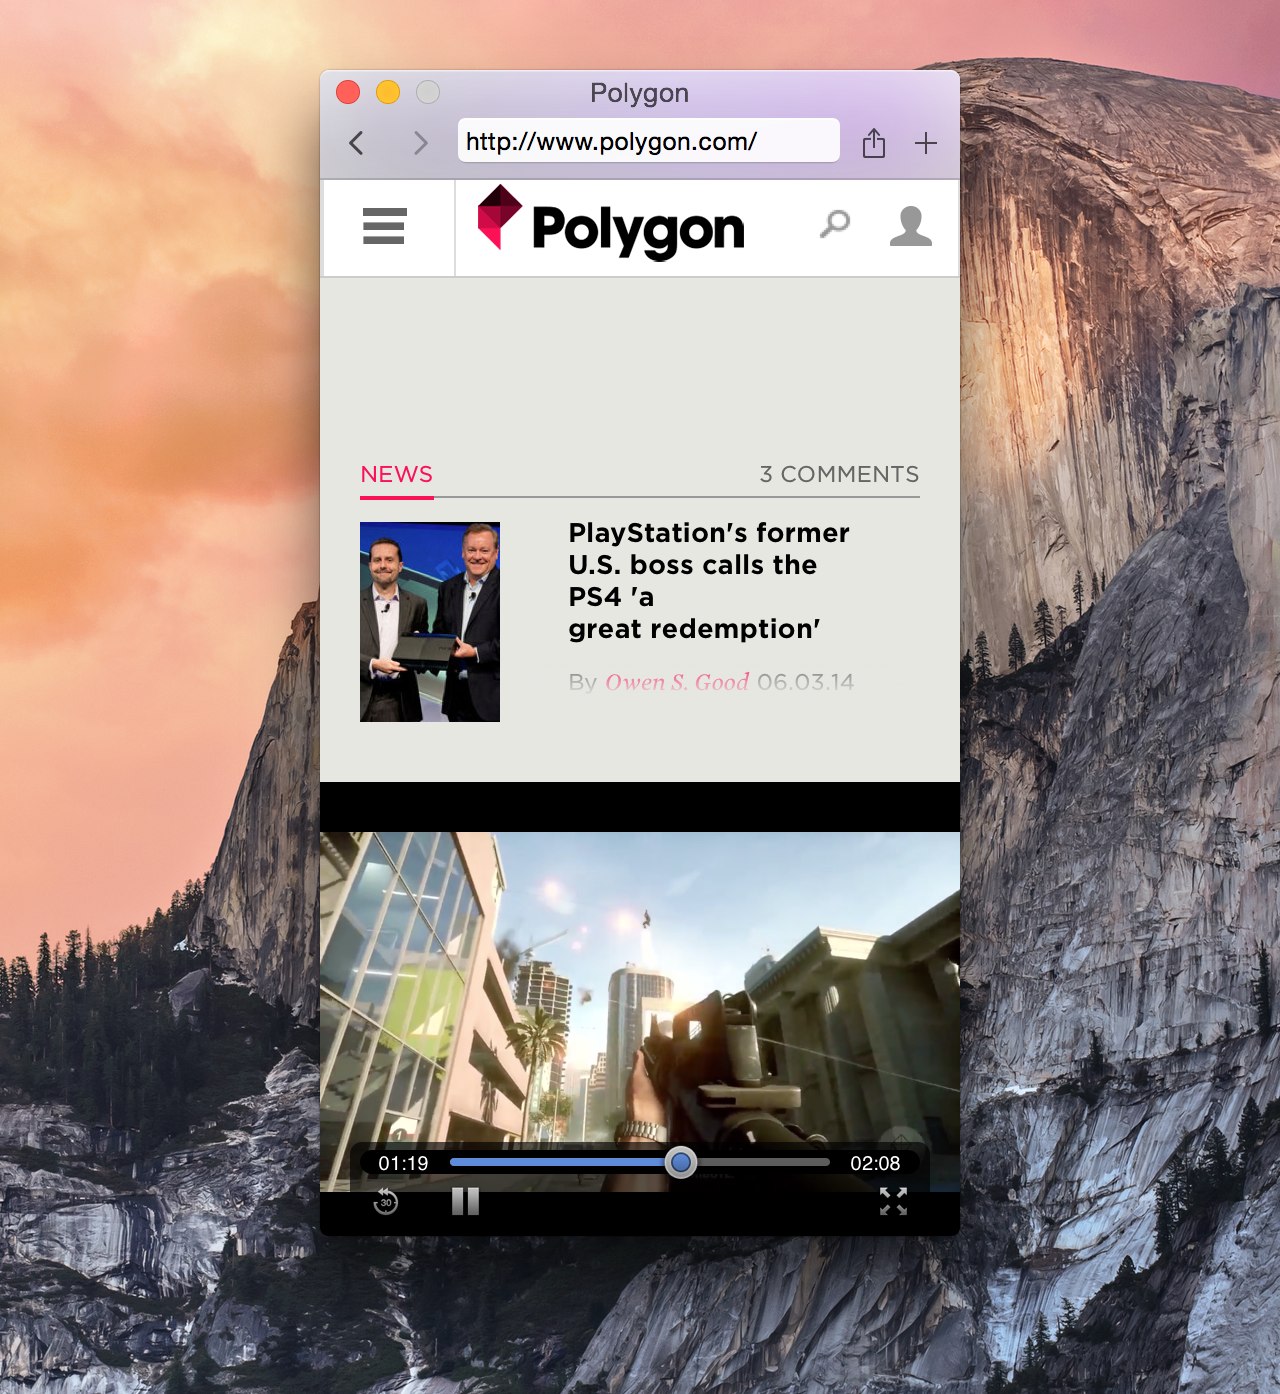 Polygon
http://www.polygon.com/
Polygon
NEWS
3 COMMENTS
PlayStation's former
U.S. boss calls the
PS4 'a
great redemption'
By Owen S. Good 06.03.14
01:19
02:08
30